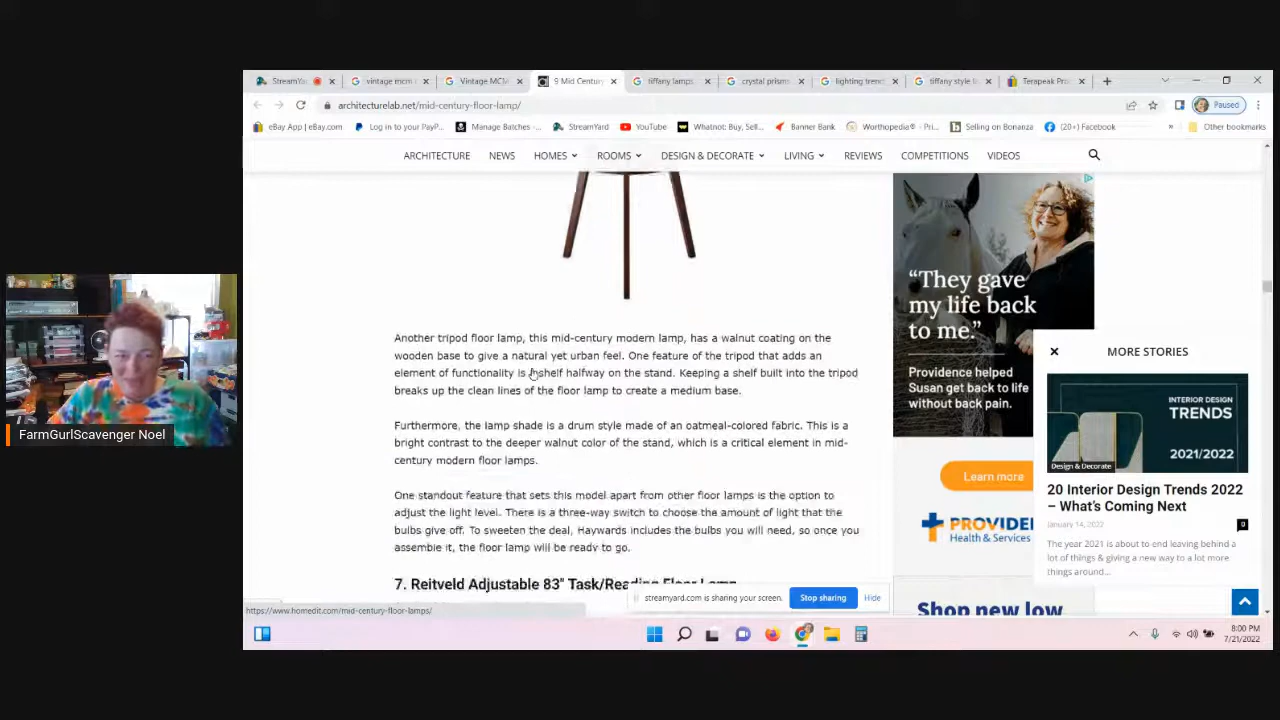 StreamYar
vintage mcm l
Vintage MCM
9 Mid Century
tiffany lamps
crystal prisms
lighting trend
tiffany style la
Terapeak Pro
architecturelab.net/mid-century-floor-lamp/
Paused
eBay App | eBay.com
Log in to your PayP...
Manage Batches -...
StreamYard
YouTube
Whatnot: Buy, Sell,...
Banner Bank
Worthopedia® - Pri...
Selling on Bonanza
(20+) Facebook
»
Other bookmarks
ARCHITECTURE
NEWS
HOMES
ROOMS
DESIGN & DECORATE
LIVING
REVIEWS
COMPETITIONS
VIDEOS
Another tripod floor lamp, this mid-century modern lamp, has a walnut coating on the
wooden base to give a natural yet urban feel. One feature of the tripod that adds an
element of functionality is shelf halfway on the stand. Keeping a shelf built into the tripod
breaks up the clean lines of the floor lamp to create a medium base.
Furthermore, the lamp shade is a drum style made of an oatmeal-colored fabric. This is a
bright contrast to the deeper walnut color of the stand, which is a critical element in mid-
century modern floor lamps.
One standout feature that sets this model apart from other floor lamps is the option to
adjust the light level. There is a three-way switch to choose the amount of light that the
bulbs give off. To sweeten the deal, Haywards includes the bulbs you will need, so once you
assemble it, the floor lamp will be ready to go.
7. Reitveld Adjustable 83" Task/Reading Floor Lamp
"They gave
my life back
to me."
Providence helped
Susan get back to life
without back pain.
Learn more
PROVIDEN
Health & Services
Shop new low
MORE STORIES
INTERIOR DESIGN
TRENDS
2021/2022
Design & Decorate
20 Interior Design Trends 2022
– What's Coming Next
January 14, 2022
0
The year 2021 is about to end leaving behind a
lot of things & giving a new way to a lot more
things around...
FarmGurlScavenger Noel
https://www.homedit.com/mid-century-floor-lamps/
streamyard.com is sharing your screen.
Stop sharing
Hide
8:00 PM
7/21/2022